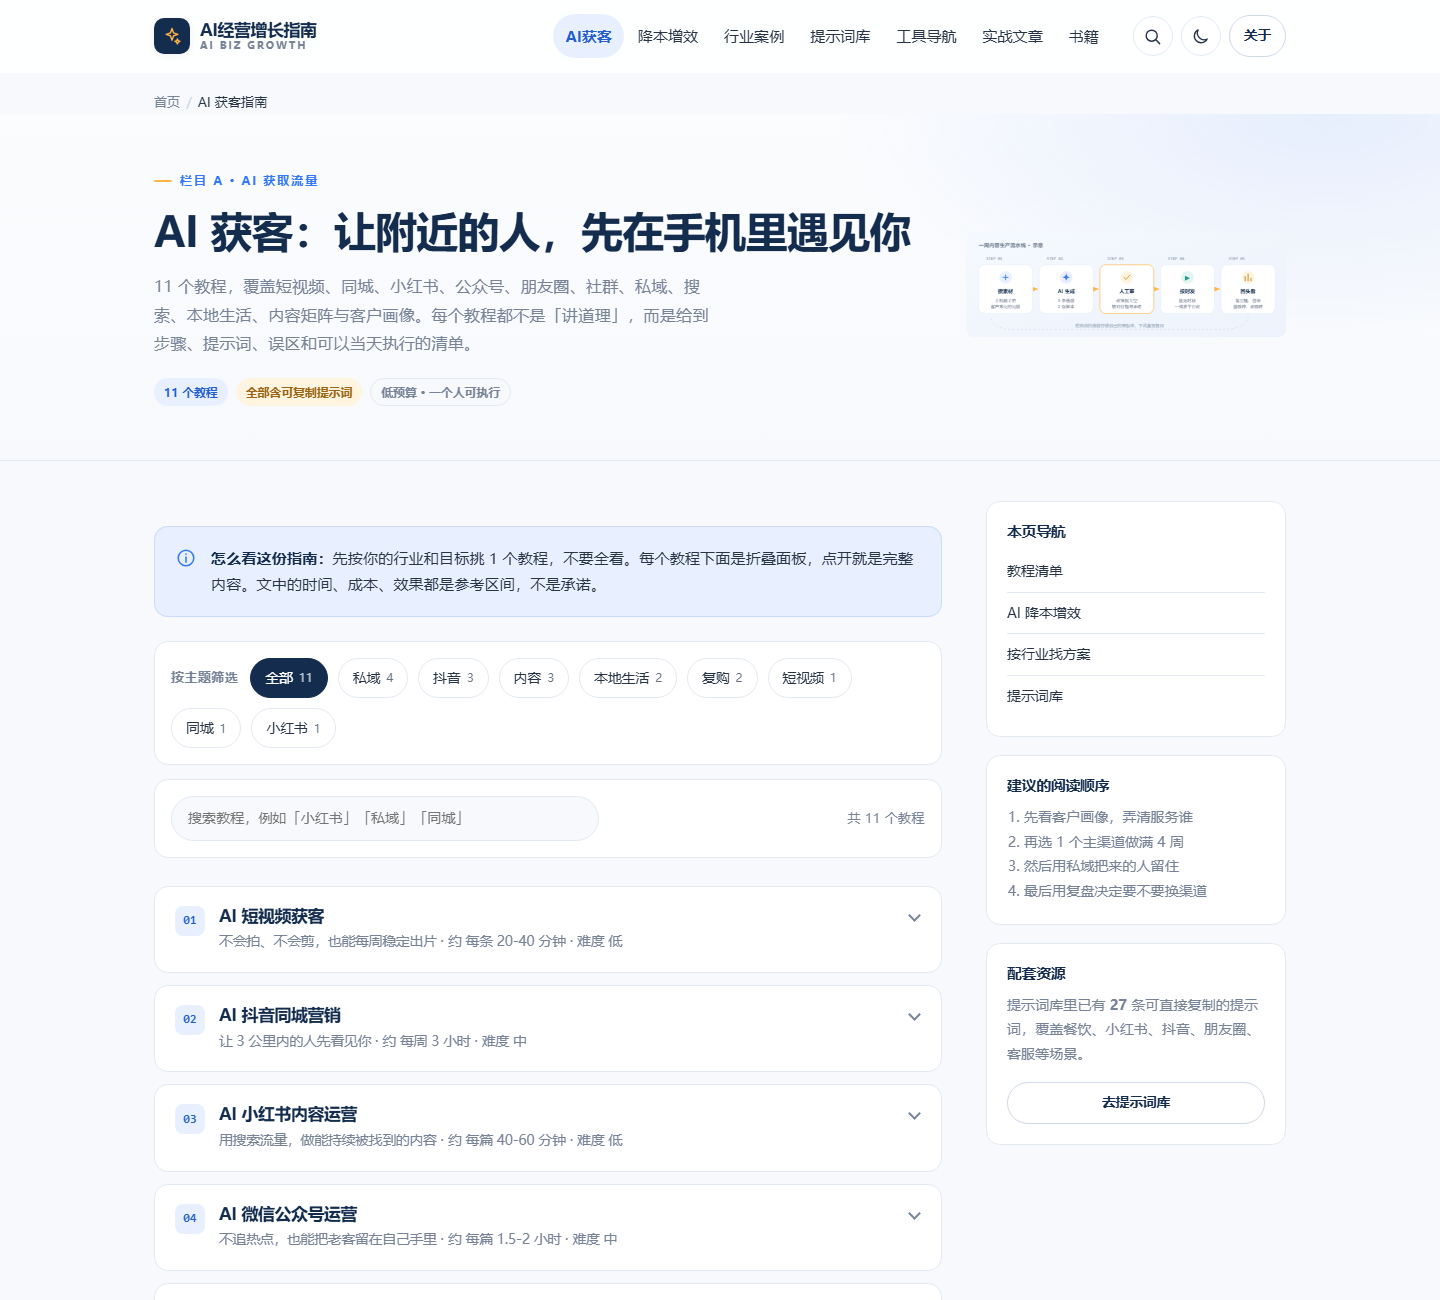 AI经营增长指南
AI BIZ GROWTH
AI获客
降本增效
行业案例
提示词库
工具导航
实战文章
书籍
关于
首页 / AI 获客指南
栏目 A · AI 获取流量
AI 获客：让附近的人，先在手机里遇见你
11 个教程，覆盖短视频、同城、小红书、公众号、朋友圈、社群、私域、搜
索、本地生活、内容矩阵与客户画像。每个教程都不是「讲道理」，而是给到
步骤、提示词、误区和可以当天执行的清单。
11 个教程
全部含可复制提示词
低预算 · 一个人可执行
一周内容生产流水线 · 示意
STEP 01
STEP 02
STEP 03
STEP 04
STEP 05
AI 生成
人工审
怎么看这份指南：先按你的行业和目标挑 1 个教程，不要全看。每个教程下面是折叠面板，点开就是完整
内容。文中的时间、成本、效果都是参考区间，不是承诺。
按主题筛选
全部 11
私域 4
抖音 3
内容 3
本地生活 2
复购 2
短视频 1
同城 1
小红书 1
搜索教程，例如「小红书」「私域」「同城」
共 11 个教程
01
AI 短视频获客
不会拍、不会剪，也能每周稳定出片 · 约 每条 20-40 分钟 · 难度 低
02
AI 抖音同城营销
让 3 公里内的人先看见你 · 约 每周 3 小时 · 难度 中
03
AI 小红书内容运营
用搜索流量，做能持续被找到的内容 · 约 每篇 40-60 分钟 · 难度 低
04
AI 微信公众号运营
不追热点，也能把老客留在自己手里 · 约 每篇 1.5-2 小时 · 难度 中
本页导航
教程清单
AI 降本增效
按行业找方案
提示词库
建议的阅读顺序
1. 先看客户画像，弄清服务谁
2. 再选 1 个主渠道做满 4 周
3. 然后用私域把来的人留住
4. 最后用复盘决定要不要换渠道
配套资源
提示词库里已有 27 条可直接复制的提示
词，覆盖餐饮、小红书、抖音、朋友圈、
客服等场景。
去提示词库